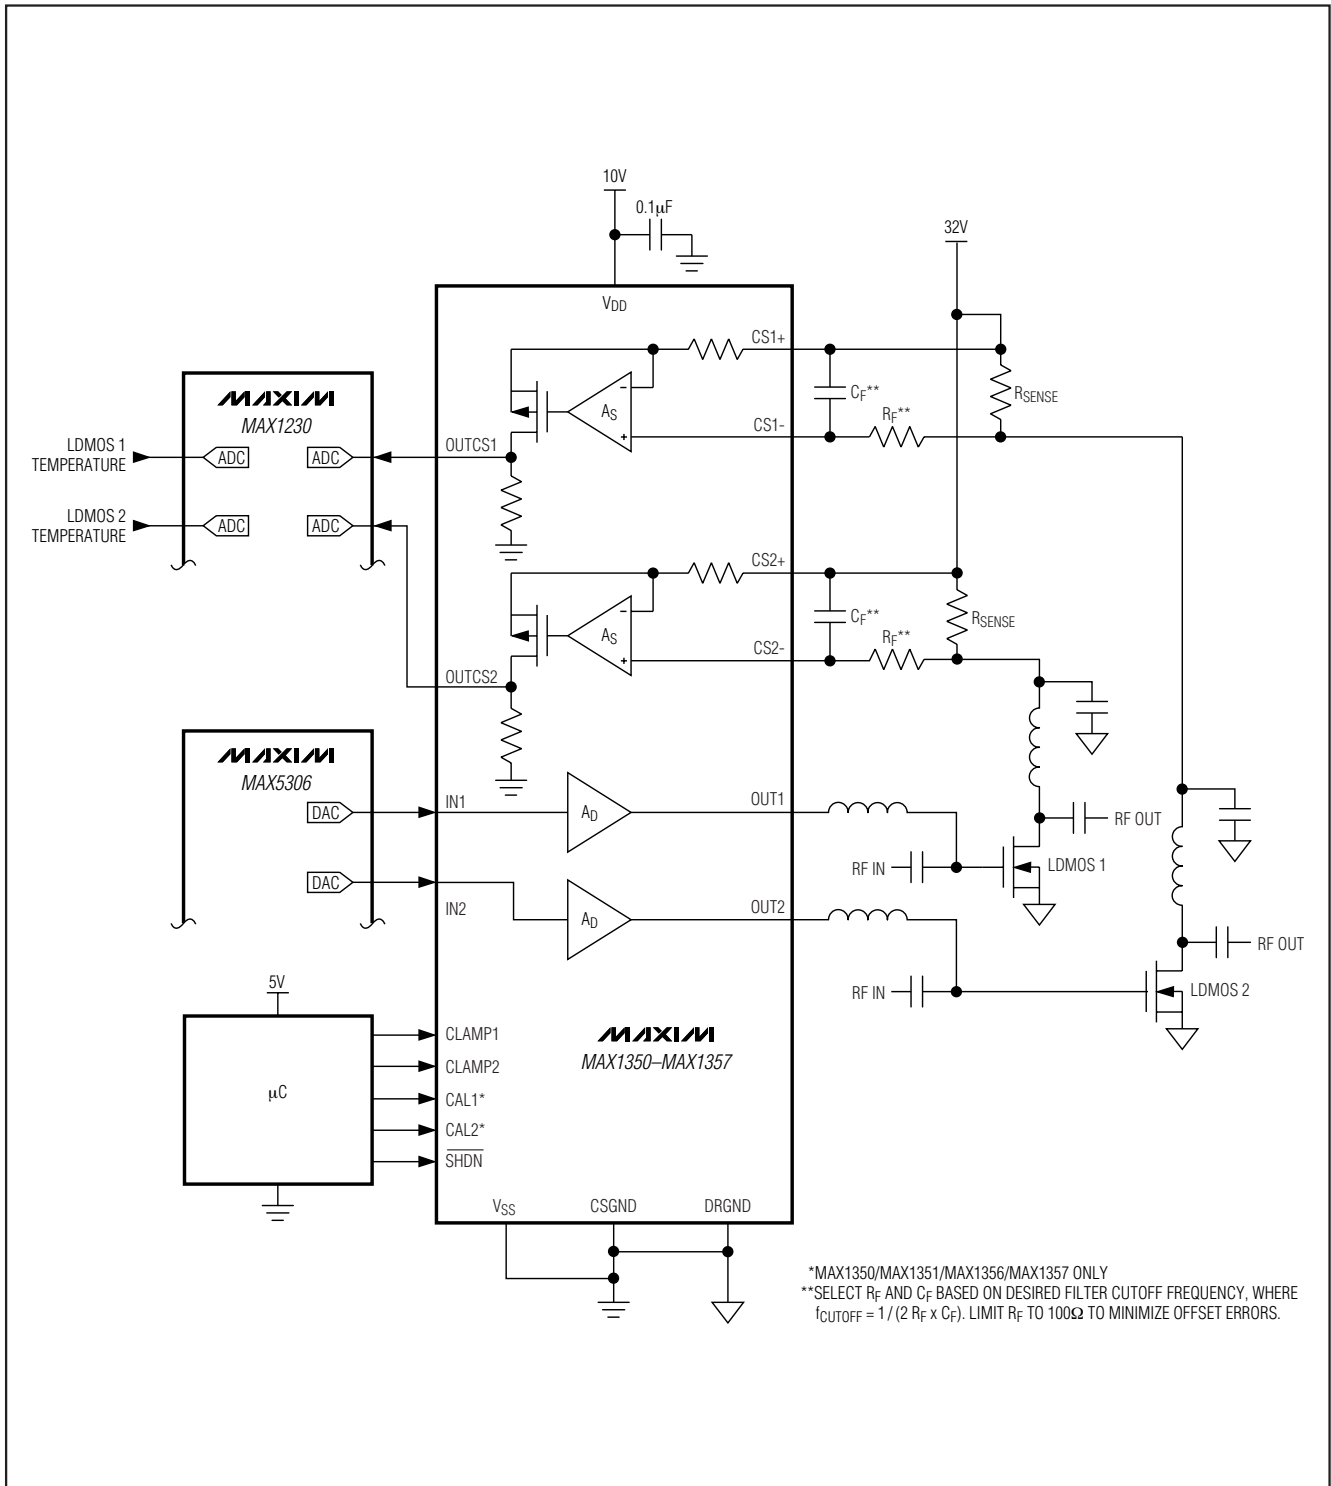 10V
0.1μF
32V
VDD
CS1+
CF**
RSENSE
AS
RF**
CS1-
MAXIM
MAX1230
LDMOS 1
TEMPERATURE
ADC
ADC
OUTCS1
LDMOS 2
TEMPERATURE
ADC
ADC
CS2+
CF**
RSENSE
AS
RF**
CS2-
OUTCS2
MAXIM
MAX5306
DAC
IN1
AD
OUT1
RF OUT
RF IN
LDMOS 1
DAC
IN2
AD
OUT2
RF OUT
RF IN
LDMOS 2
5V
μC
CLAMP1
CLAMP2
CAL1*
CAL2*
SHDN
MAXIM
MAX1350–MAX1357
VSS
CSGND
DRGND
*MAX1350/MAX1351/MAX1356/MAX1357 ONLY
**SELECT RF AND CF BASED ON DESIRED FILTER CUTOFF FREQUENCY, WHERE
fCUTOFF = 1 / (2 RF x CF). LIMIT RF TO 100Ω TO MINIMIZE OFFSET ERRORS.